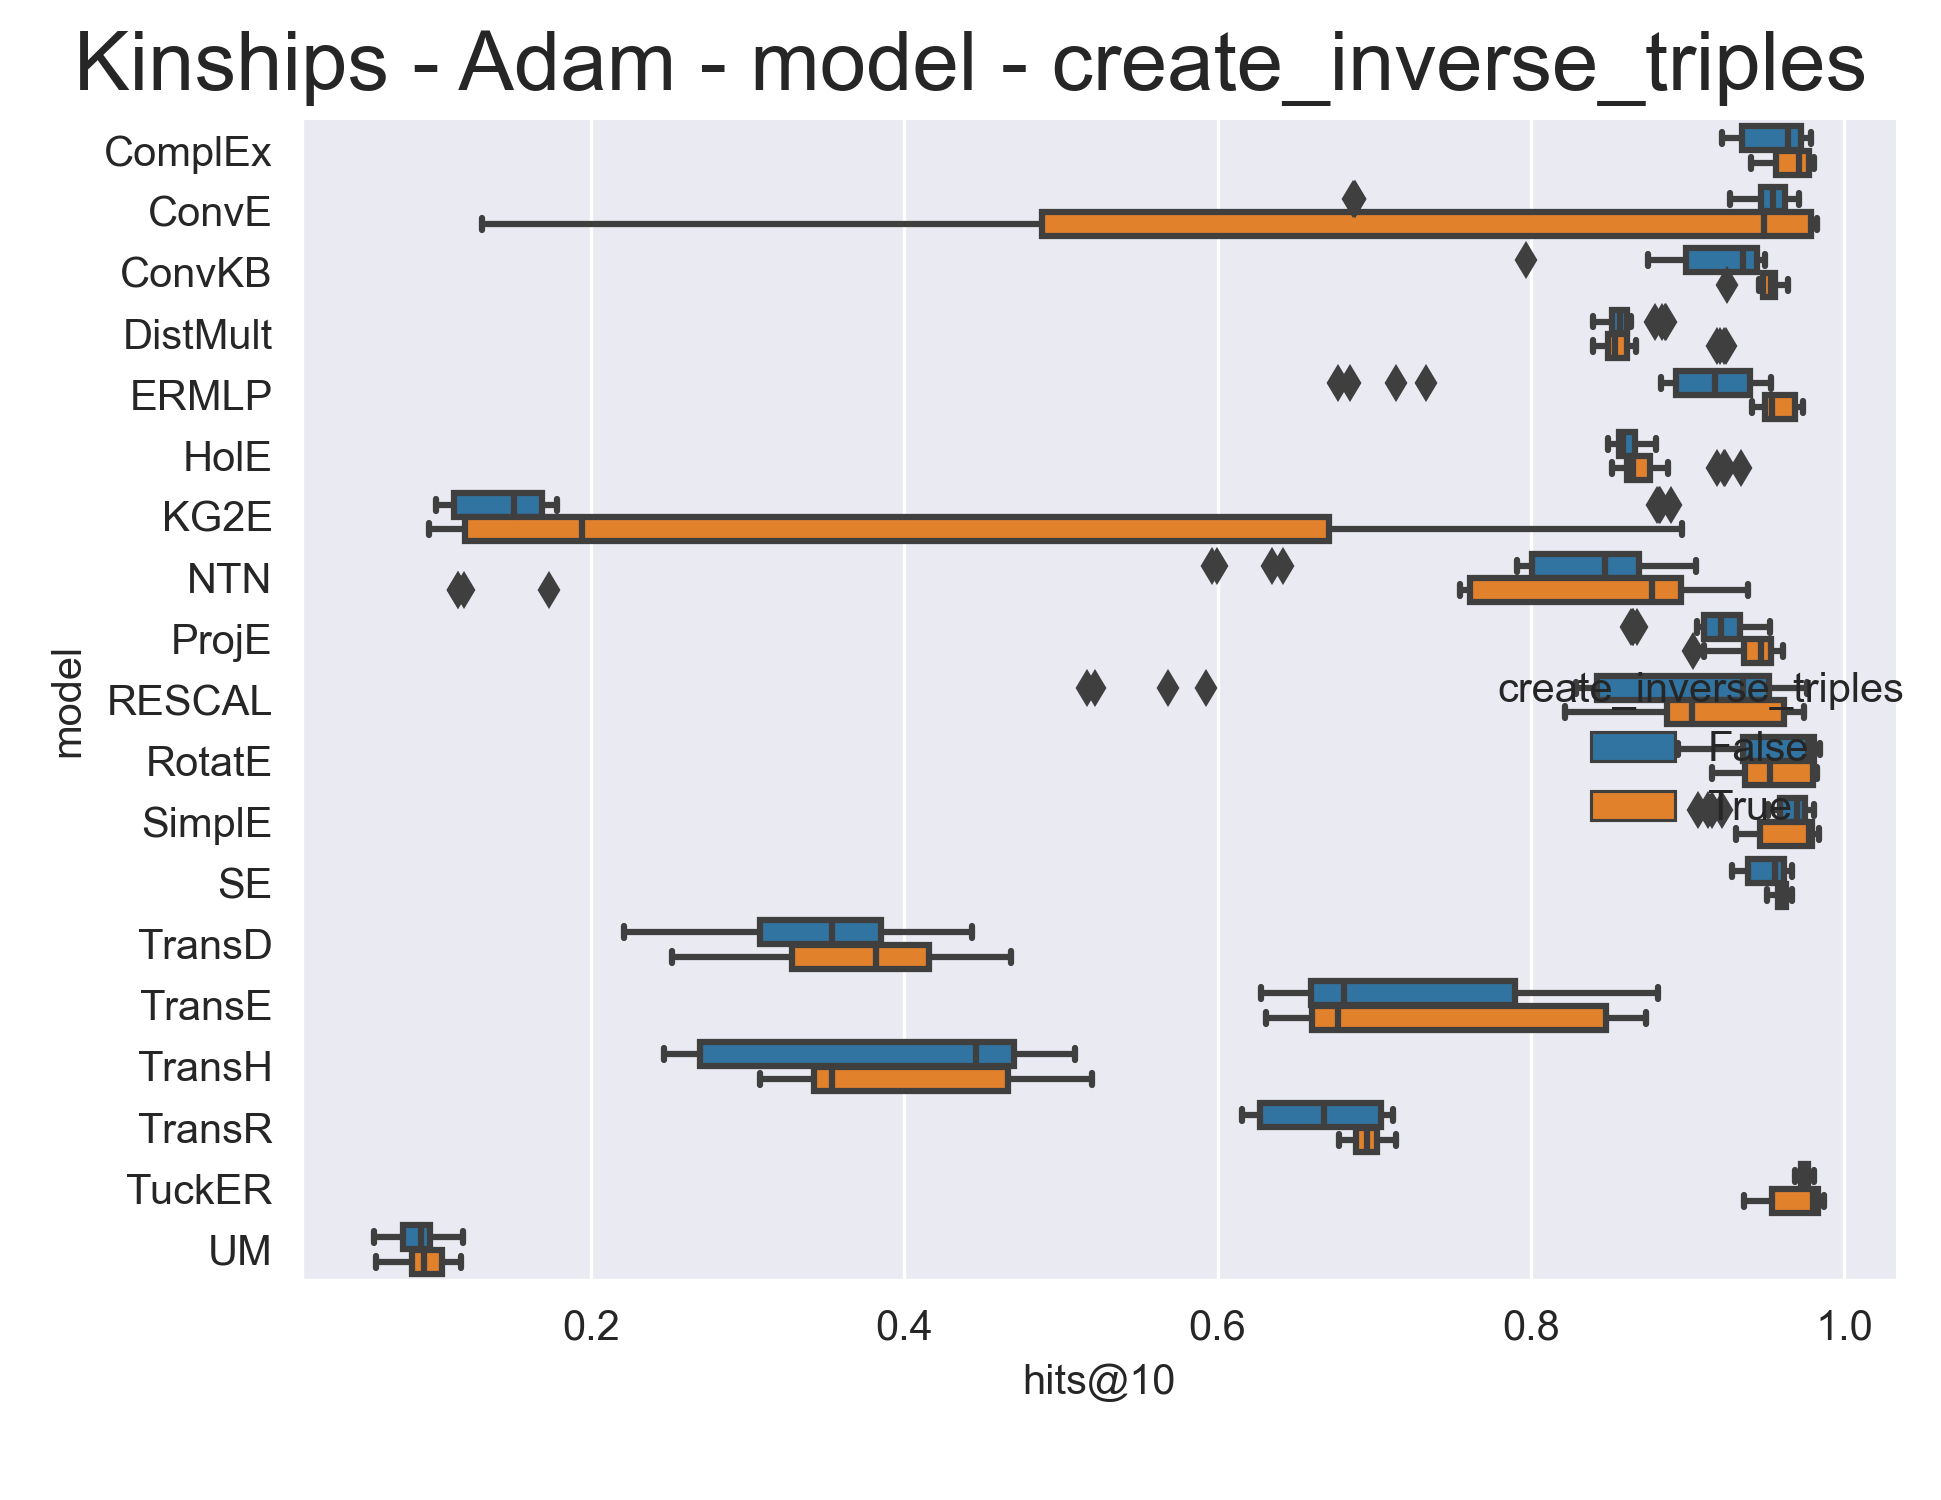 Kinships - Adam - model - create_inverse_triples
ComplEx
ConvE
ConvKB
DistMult
ERMLP
HolE
KG2E
NTN
ProjE
RESCAL
RotatE
SimplE
SE
TransD
TransE
TransH
TransR
TuckER
UM
model
create_inverse_triples
False
True
0.2 0.4 0.6 0.8 1.0
hits@10